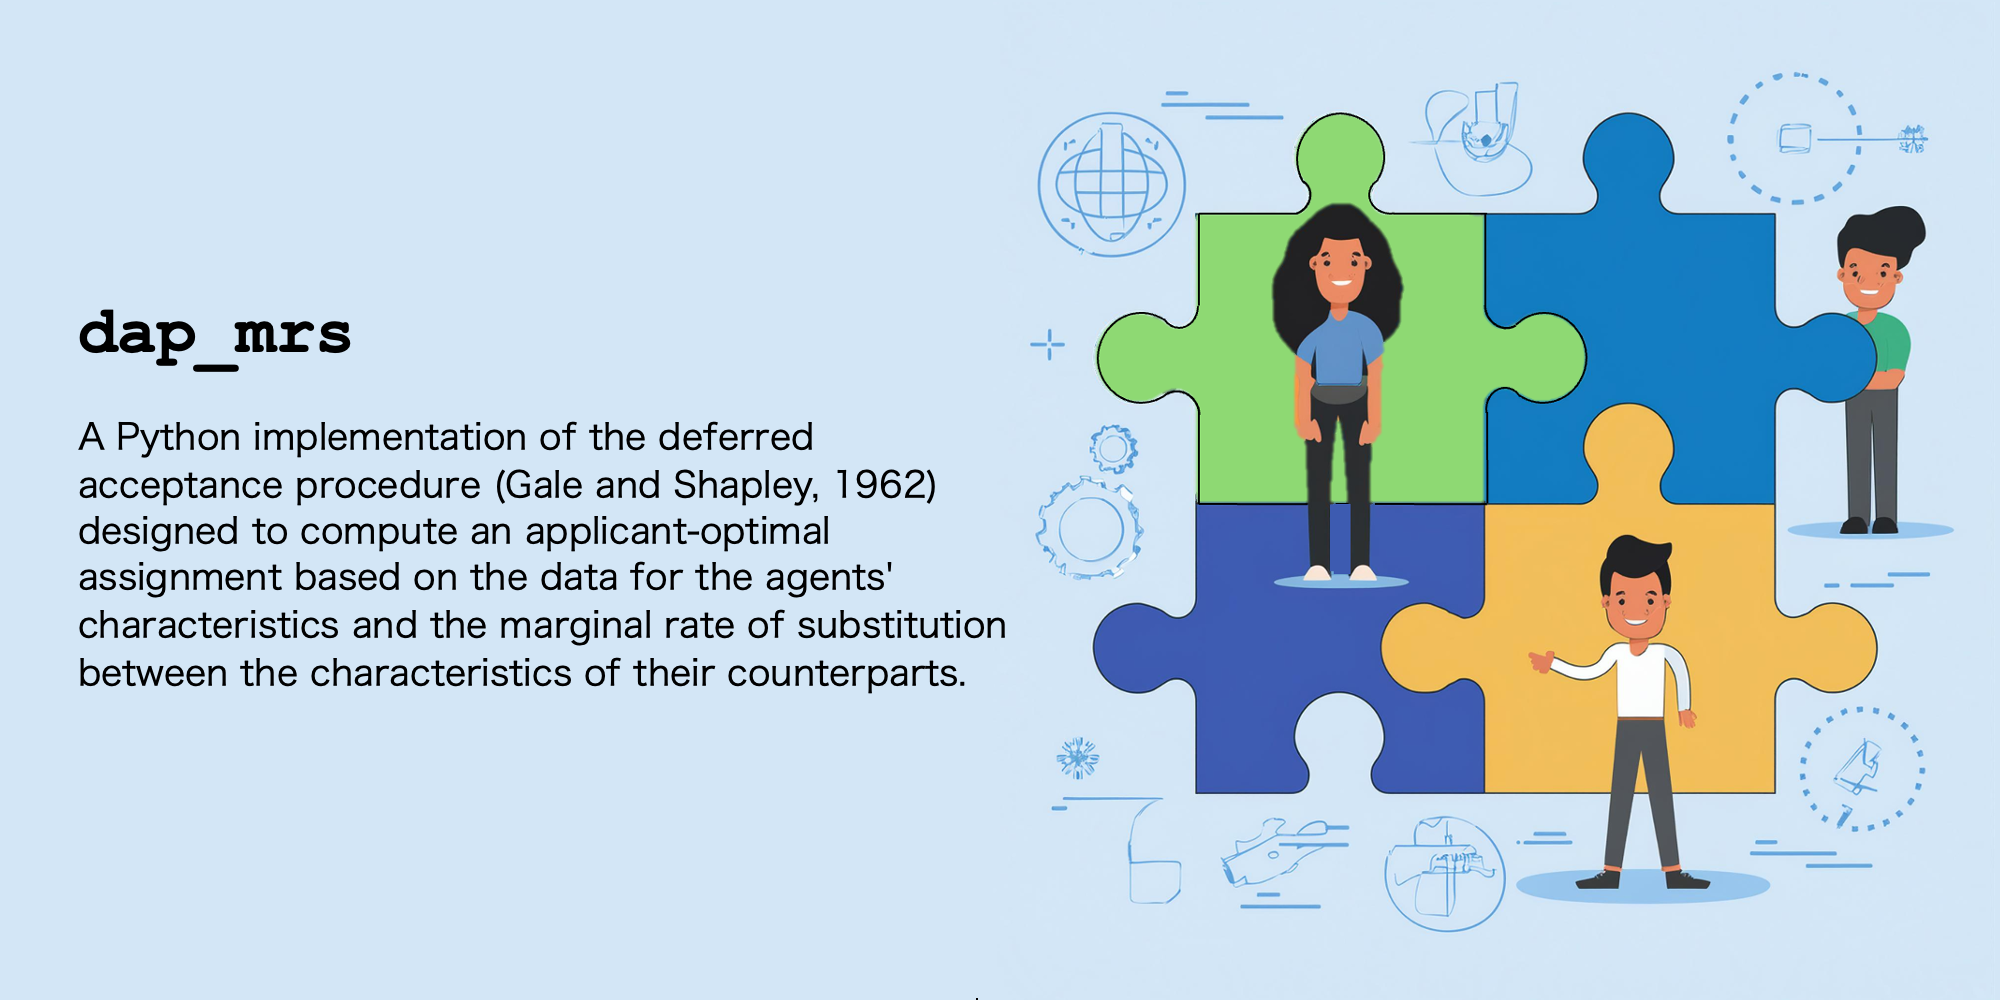 dap_mrs
A Python implementation of the deferred
acceptance procedure (Gale and Shapley, 1962)
designed to compute an applicant-optimal
assignment based on the data for the agents'
characteristics and the marginal rate of substitution
between the characteristics of their counterparts.